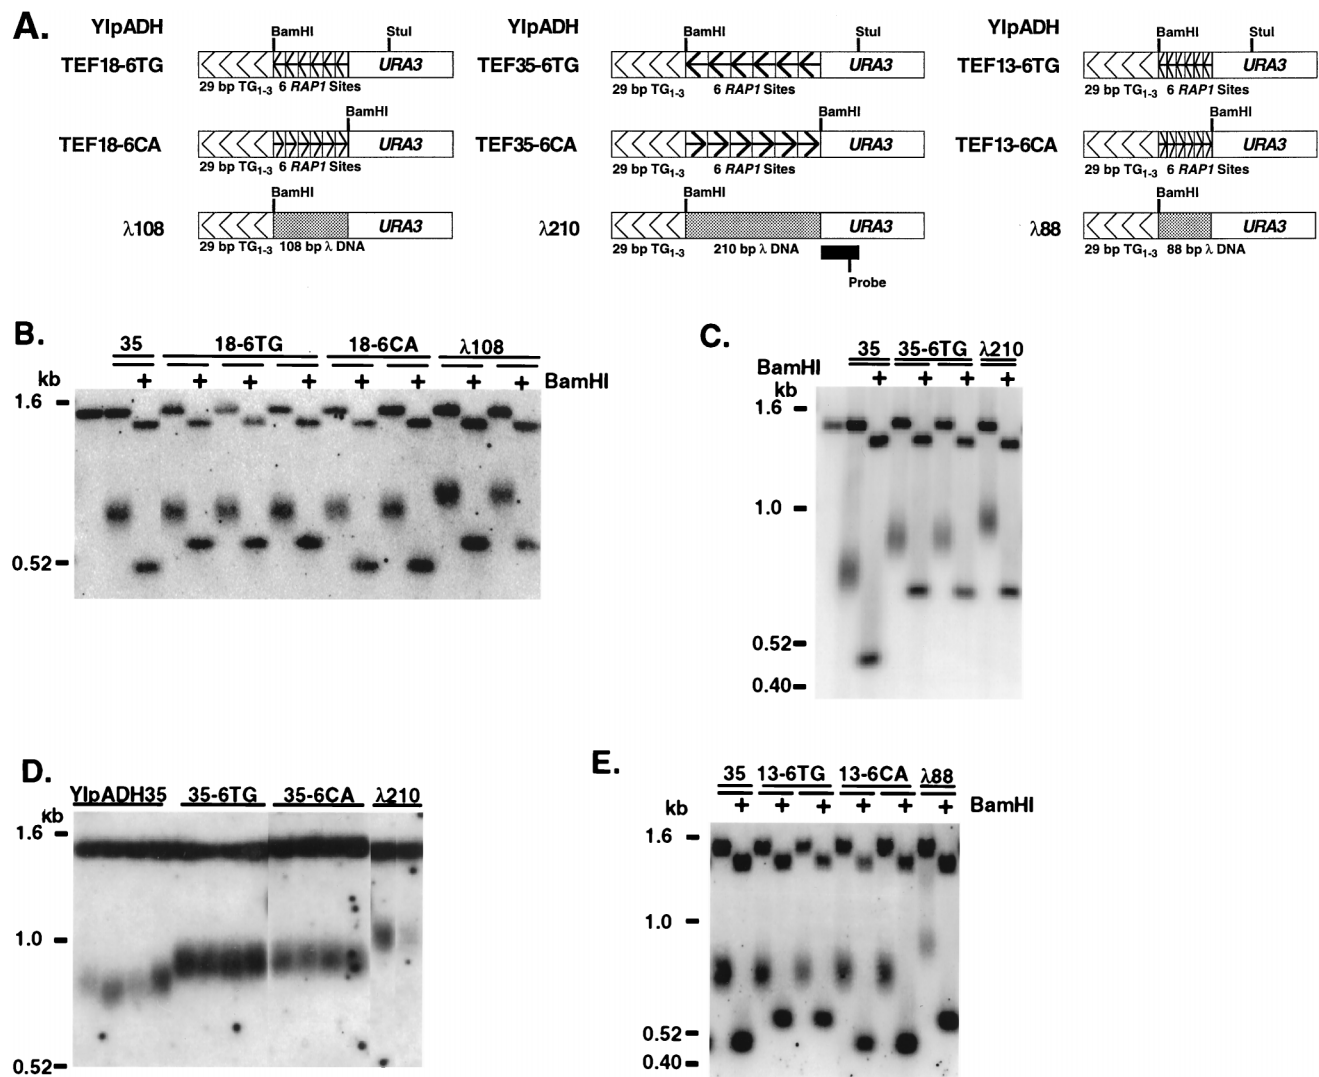 A.
YIpADH
TEF18-6TG
BamHI
StuI
URA3
29 bp TG1-3
6 RAP1 Sites
TEF18-6CA
BamHI
URA3
29 bp TG1-3
6 RAP1 Sites
λ108
BamHI
URA3
29 bp TG1-3
108 bp λ DNA
YIpADH
TEF35-6TG
BamHI
StuI
URA3
29 bp TG1-3
6 RAP1 Sites
TEF35-6CA
BamHI
URA3
29 bp TG1-3
6 RAP1 Sites
λ210
BamHI
URA3
29 bp TG1-3
210 bp λ DNA
Probe
YIpADH
TEF13-6TG
BamHI
StuI
URA3
29 bp TG1-3
6 RAP1 Sites
TEF13-6CA
BamHI
URA3
29 bp TG1-3
6 RAP1 Sites
λ88
BamHI
URA3
29 bp TG1-3
88 bp λ DNA
B.
35 18-6TG 18-6CA λ108
+ + + + + + + + BamHI
kb
1.6
0.52
C.
35 35-6TG λ210
BamHI + + + +
kb
1.6
1.0
0.52
0.40
D.
YIpADH35 35-6TG 35-6CA λ210
kb
1.6
1.0
0.52
E.
35 13-6TG 13-6CA λ88
kb + + + + + + BamHI
1.6
1.0
0.52
0.40